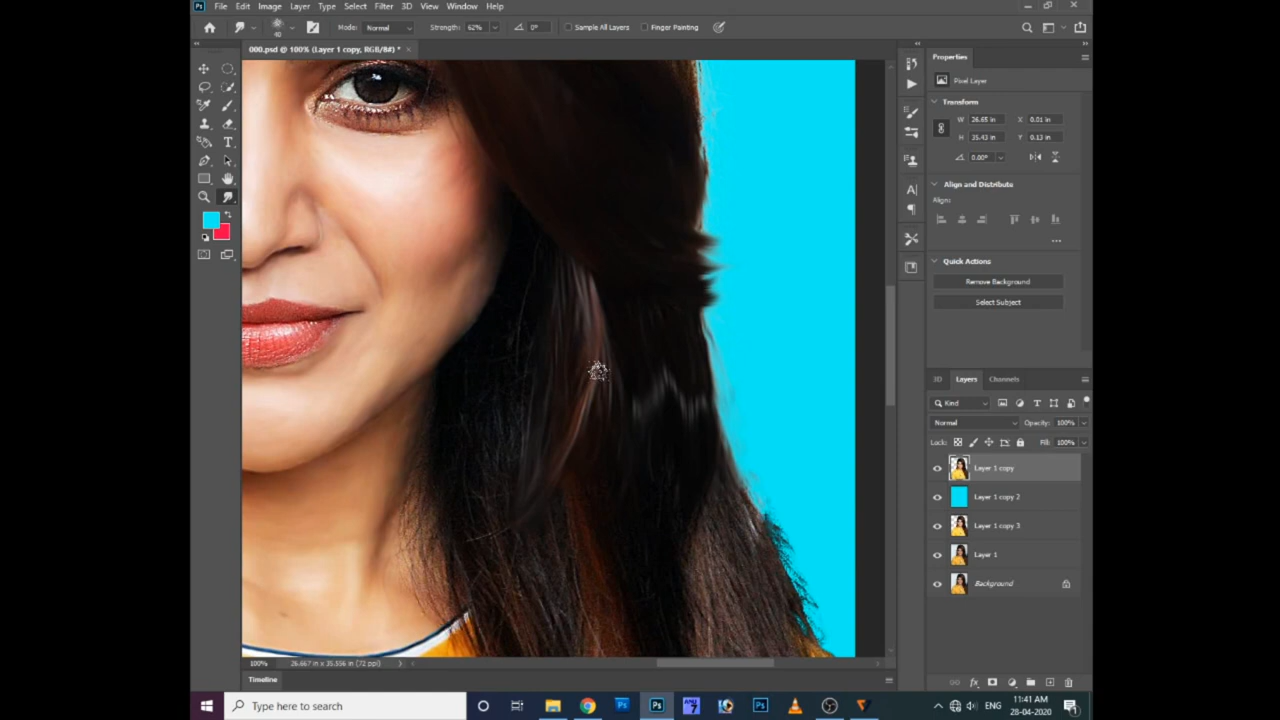 File Edit Image Layer Type Select Filter 3D View Window Help
40 Mode: Normal Strength: 62% 0° Sample All Layers Finger Painting
000.psd @ 100% (Layer 1 copy, RGB/8#) *
Properties
Pixel Layer
Transform
W 26.65 in X 0.01 in
H 35.43 in Y 0.13 in
0.00°
Align and Distribute
Align:
Quick Actions
Remove Background
Select Subject
3D Layers Channels
Kind
Normal Opacity: 100%
Lock: Fill: 100%
Layer 1 copy
Layer 1 copy 2
Layer 1 copy 3
Layer 1
Background
100% 26.667 in x 35.556 in (72 ppi)
Timeline
Type here to search
ENG
11:41 AM
28-04-2020